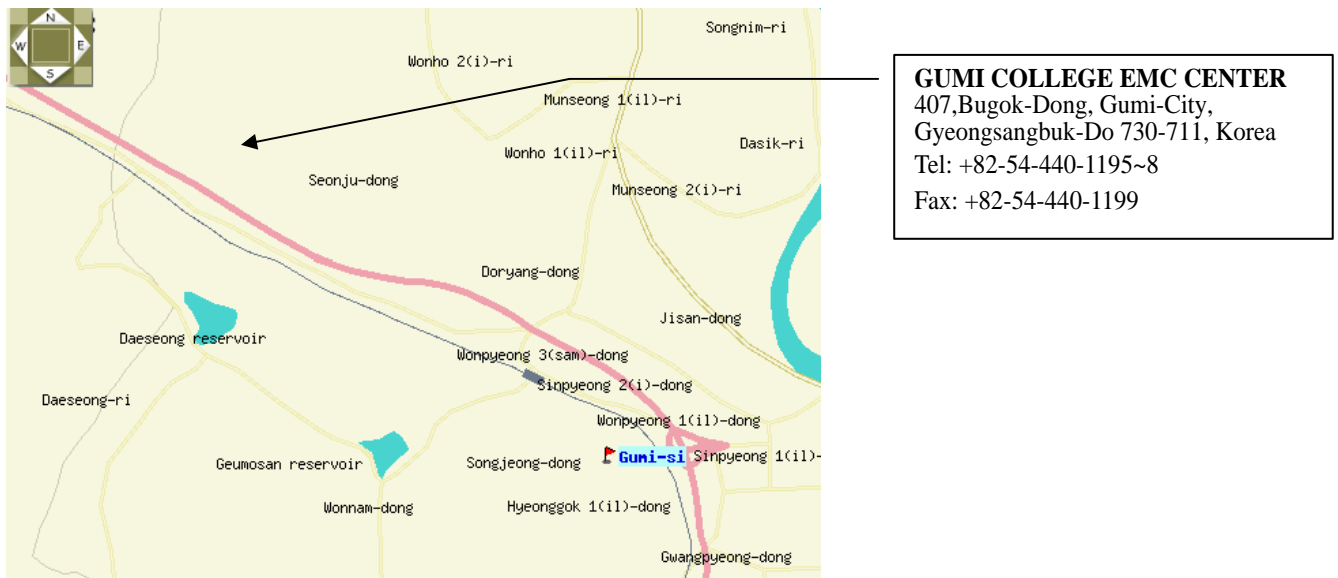 N
W
E
S
Songnim-ri
Wonho 2(i)-ri
Munseong 1(il)-ri
Dasik-ri
Wonho 1(il)-ri
Seonju-dong
Munseong 2(i)-ri
Doryang-dong
Jisan-dong
Daeseong reservoir
Wonpyeong 3(sam)-dong
Sinpyeong 2(i)-dong
Daeseong-ri
Wonpyeong 1(il)-dong
Gumi-si
Sinpyeong 1(il)-
Geumosan reservoir
Songjeong-dong
Wonnam-dong
Hyeonggok 1(il)-dong
Gwangpyeong-dong
GUMI COLLEGE EMC CENTER
407,Bugok-Dong, Gumi-City,
Gyeongsangbuk-Do 730-711, Korea
Tel: +82-54-440-1195~8
Fax: +82-54-440-1199